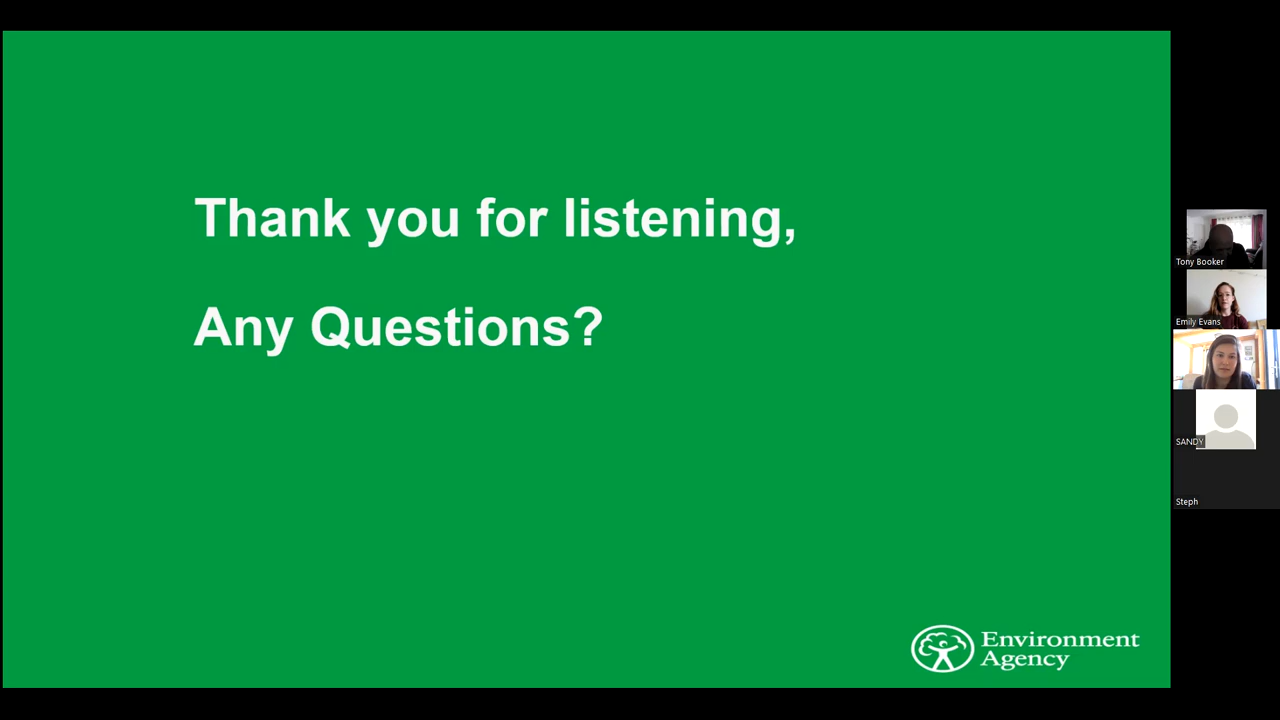 Thank you for listening,
Any Questions?
Tony Booker
Emily Evans
SANDY
Steph
Environment
Agency